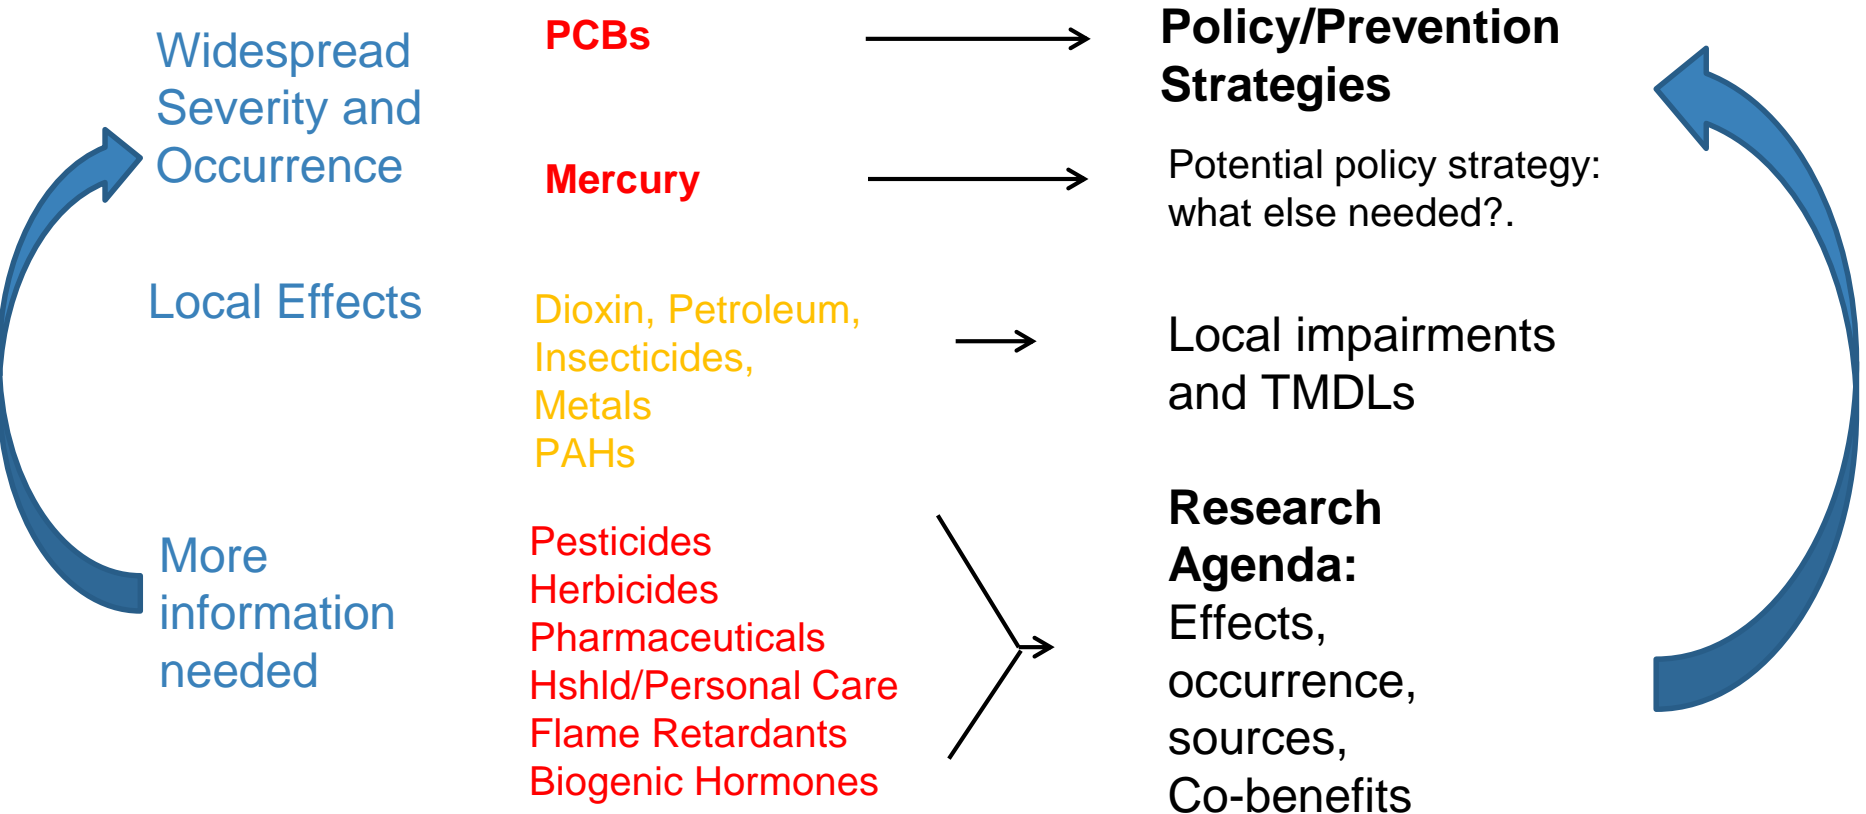 Widespread
Severity and
Occurrence
PCBs
Policy/Prevention
Strategies
Mercury
Potential policy strategy:
what else needed?.
Local Effects
Dioxin, Petroleum,
Insecticides,
Metals
PAHs
Local impairments
and TMDLs
More
information
needed
Pesticides
Herbicides
Pharmaceuticals
Hshld/Personal Care
Flame Retardants
Biogenic Hormones
Research
Agenda:
Effects,
occurrence,
sources,
Co-benefits